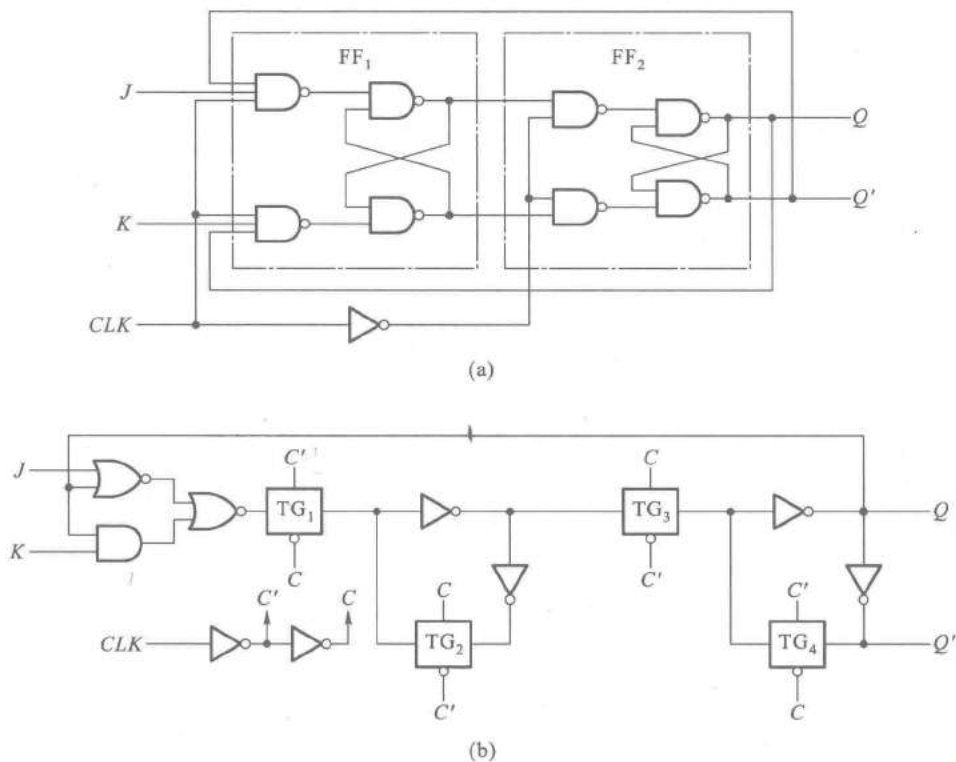 FF₁
FF₂
J
Q
Q'
K
CLK
(a)
J
C'
C
TG₁
TG₃
Q
K
C
C'
C'
C
C
C'
CLK
TG₂
TG₄
Q'
C'
C
(b)